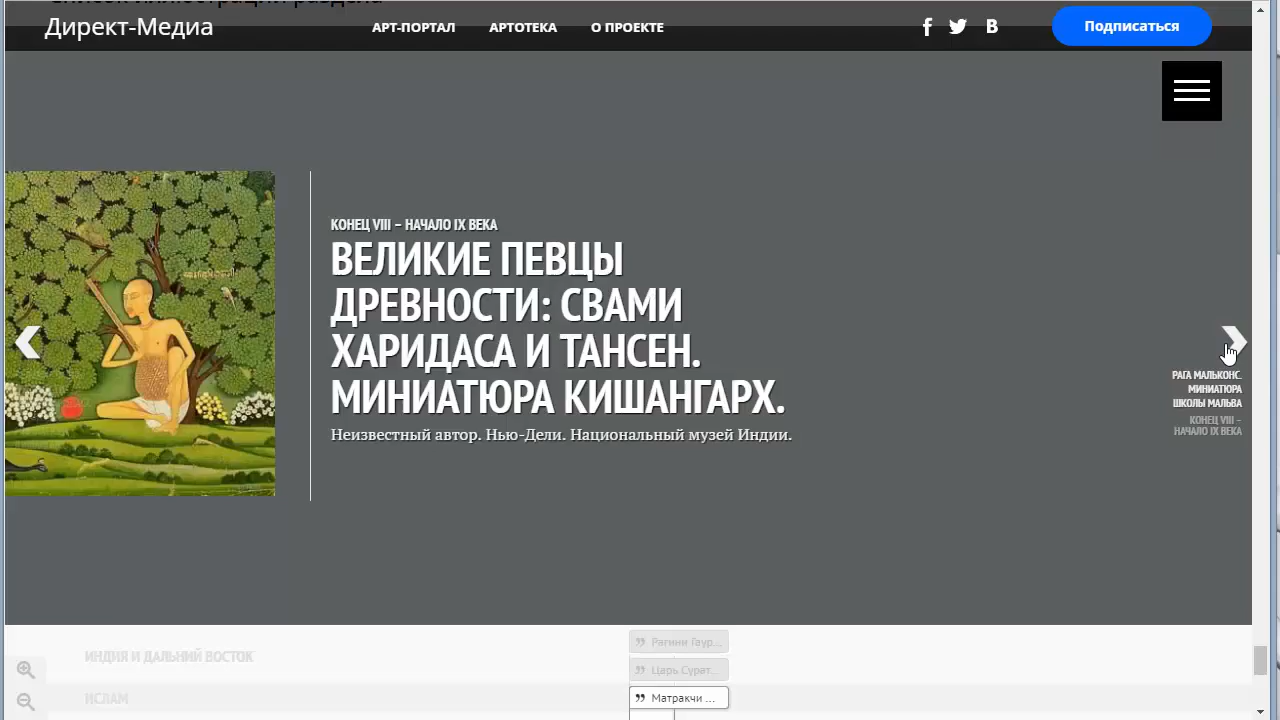 Директ-Медиа
АРТ-ПОРТАЛ
АРТОТЕКА
О ПРОЕКТЕ
Подписаться
КОНЕЦ VIII – НАЧАЛО IX ВЕКА
ВЕЛИКИЕ ПЕВЦЫ
ДРЕВНОСТИ: СВАМИ
ХАРИДАСА И ТАНСЕН.
МИНИАТЮРА КИШАНГАРХ.
Неизвестный автор. Нью-Дели. Национальный музей Индии.
РАГА МАЛЬКОНС.
МИНИАТЮРА
ШКОЛЫ МАЛЬВА
КОНЕЦ VIII –
НАЧАЛО IX ВЕКА
Рагини Гаур...
ИНДИЯ И ДАЛЬНИЙ ВОСТОК
Царь Сурат...
ИСЛАМ
Матракчи ...